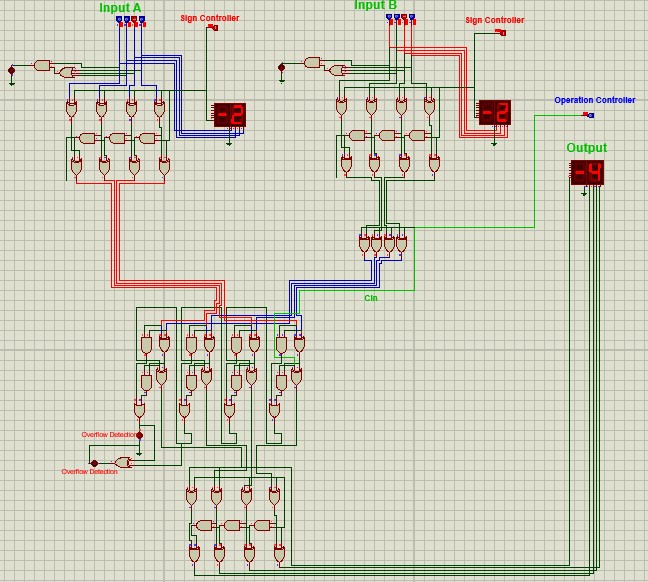 Input A
Sign Controller
Input B
Sign Controller
Operation Controller
-2
-2
Output
-4
Cin
Overflow Detection
Overflow Detection